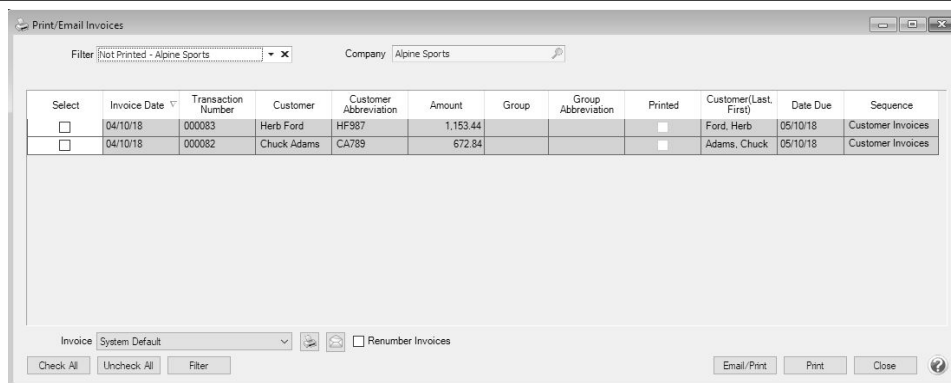 Print/Email Invoices
Filter Not Printed - Alpine Sports Company Alpine Sports
Select Invoice Date Transaction Number Customer Customer Abbreviation Amount Group Group Abbreviation Printed Customer(Last, First) Date Due Sequence
04/10/18 000083 Herb Ford HF987 1,153.44 Ford, Herb 05/10/18 Customer Invoices
04/10/18 000082 Chuck Adams CA789 672.84 Adams, Chuck 05/10/18 Customer Invoices
Invoice System Default Renumber Invoices
Check All Uncheck All Filter Email/Print Print Close ?